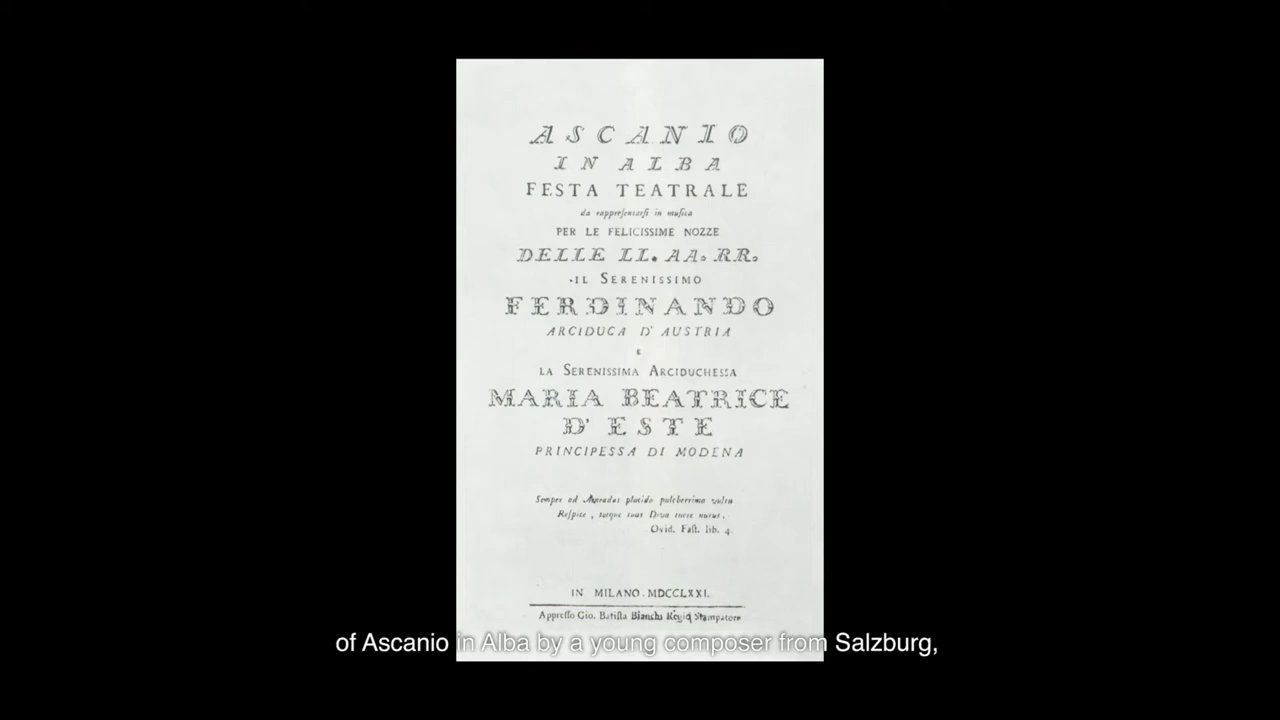 ASCANIO
IN ALBA
FESTA TEATRALE
da rappreſentarſi in muſica
PER LE FELICISSIME NOZZE
DELLE LL. AA. RR.
IL SERENISSIMO
FERDINANDO
ARCIDUCA D' AUSTRIA
E
LA SERENISSIMA ARCIDUCHESSA
MARIA BEATRICE
D' ESTE
PRINCIPESSA DI MODENA
Semper ad placido pulcherrima vultu
Reſpice, totque tuas Diva tuere nurus.
Ovid. Faſt. lib. 4.
IN MILANO. MDCCLXXI.
Appreſſo Gio. Batiſta Bianchi Regio Stampatore
of Ascanio in Alba by a young composer from Salzburg,